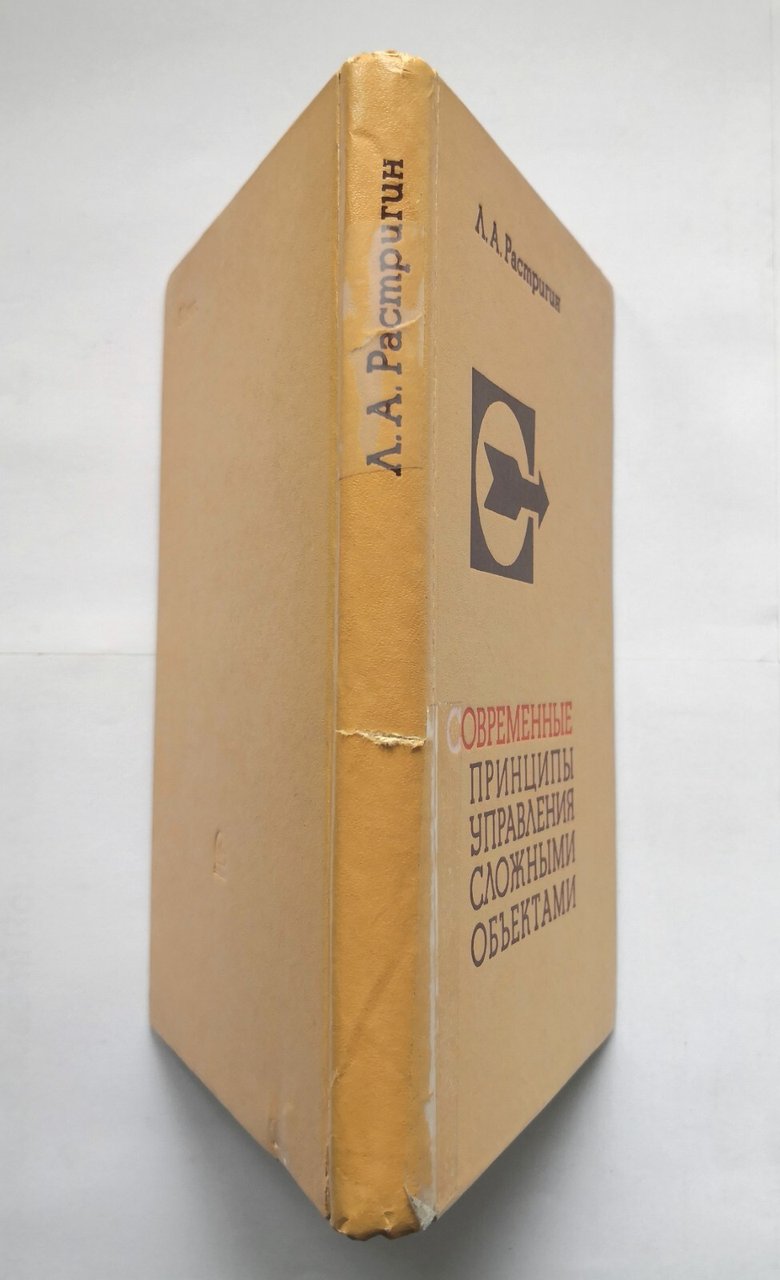 Л. А. Растригин
Л. А. Растригин
СОВРЕМЕННЫЕ
ПРИНЦИПЫ
УПРАВЛЕНИЯ
СЛОЖНЫМИ
ОБЪЕКТАМИ